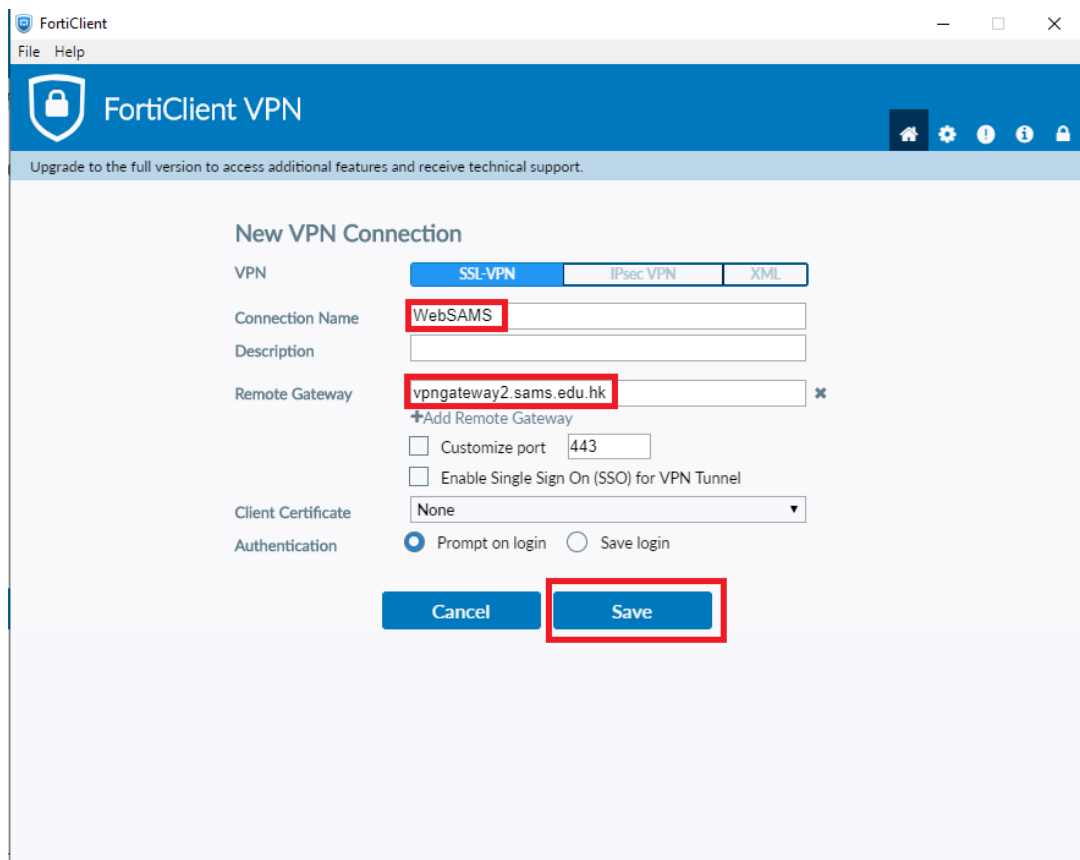 FortiClient
File Help
FortiClient VPN
Upgrade to the full version to access additional features and receive technical support.
New VPN Connection
VPN SSL-VPN IPsec VPN XML
Connection Name WebSAMS
Description
Remote Gateway vpngateway2.sams.edu.hk
+Add Remote Gateway
Customize port 443
Enable Single Sign On (SSO) for VPN Tunnel
Client Certificate None
Authentication Prompt on login Save login
Cancel Save